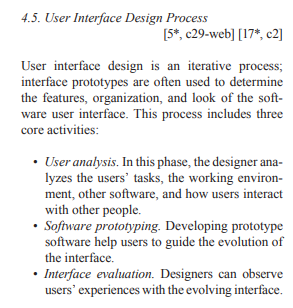 4.5. User Interface Design Process
[5*, c29-web] [17*, c2]
User interface design is an iterative process;
interface prototypes are often used to determine
the features, organization, and look of the soft-
ware user interface. This process includes three
core activities:
• User analysis. In this phase, the designer ana-
lyzes the users’ tasks, the working environ-
ment, other software, and how users interact
with other people.
• Software prototyping. Developing prototype
software help users to guide the evolution of
the interface.
• Interface evaluation. Designers can observe
users’ experiences with the evolving interface.